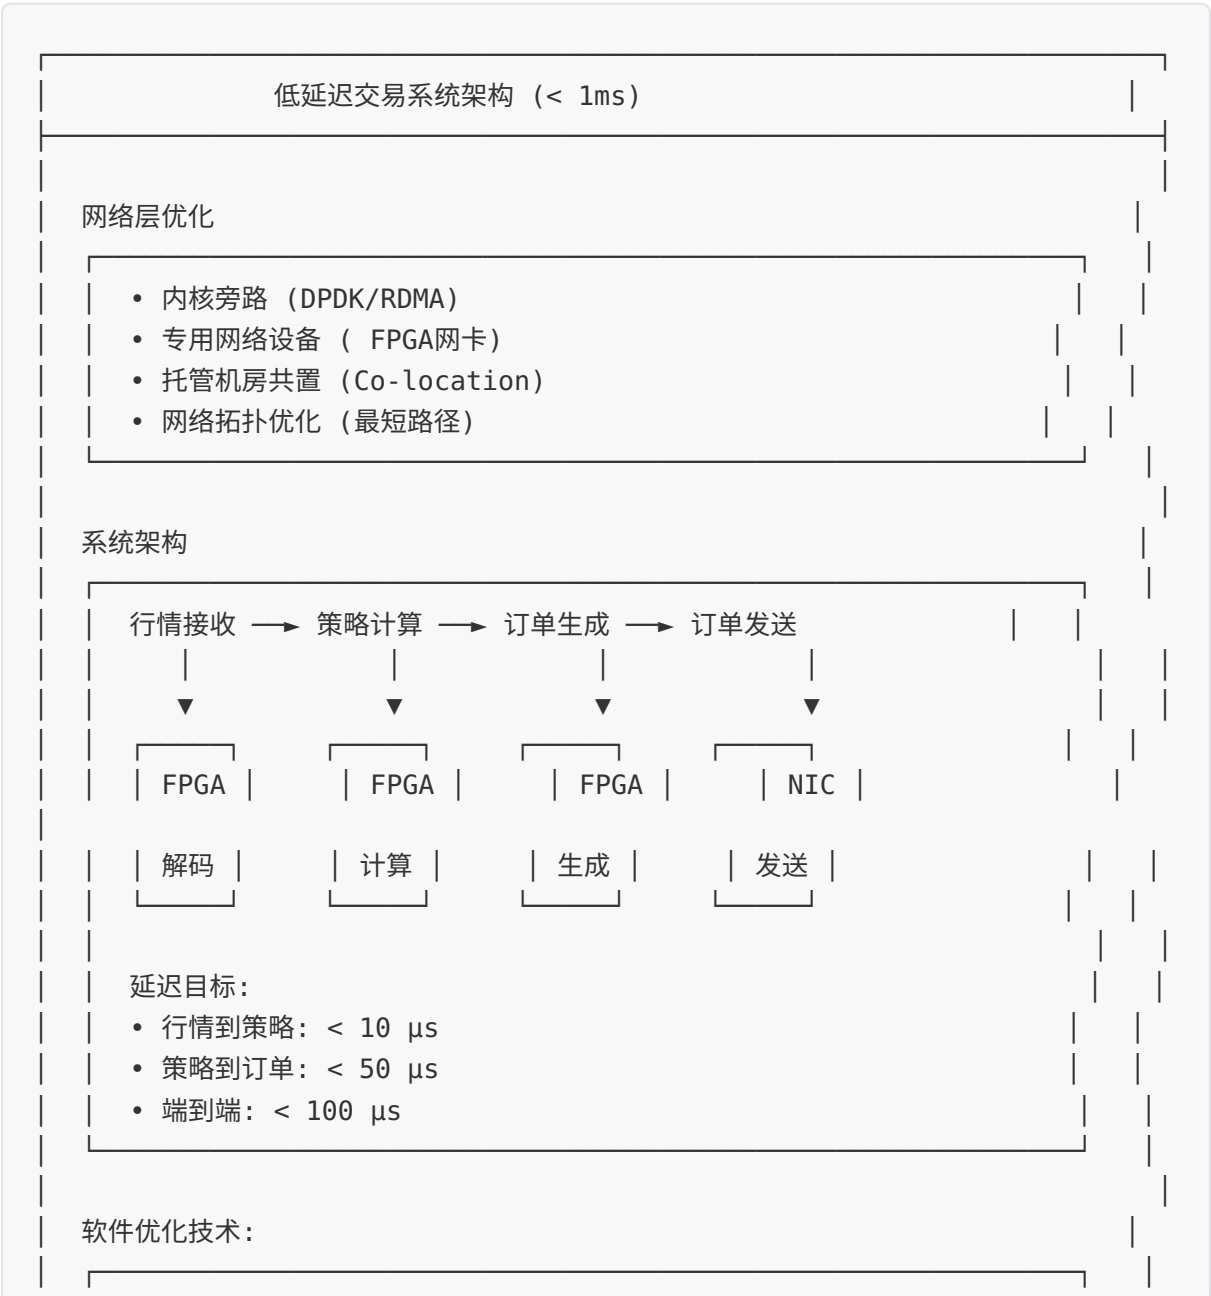 低延迟交易系统架构 (< 1ms)
网络层优化
• 内核旁路 (DPDK/RDMA)
• 专用网络设备 ( FPGA网卡)
• 托管机房共置 (Co-location)
• 网络拓扑优化 (最短路径)
系统架构
行情接收 ──► 策略计算 ──► 订单生成 ──► 订单发送
FPGA FPGA FPGA NIC
解码 计算 生成 发送
延迟目标:
• 行情到策略: < 10 μs
• 策略到订单: < 50 μs
• 端到端: < 100 μs
软件优化技术: